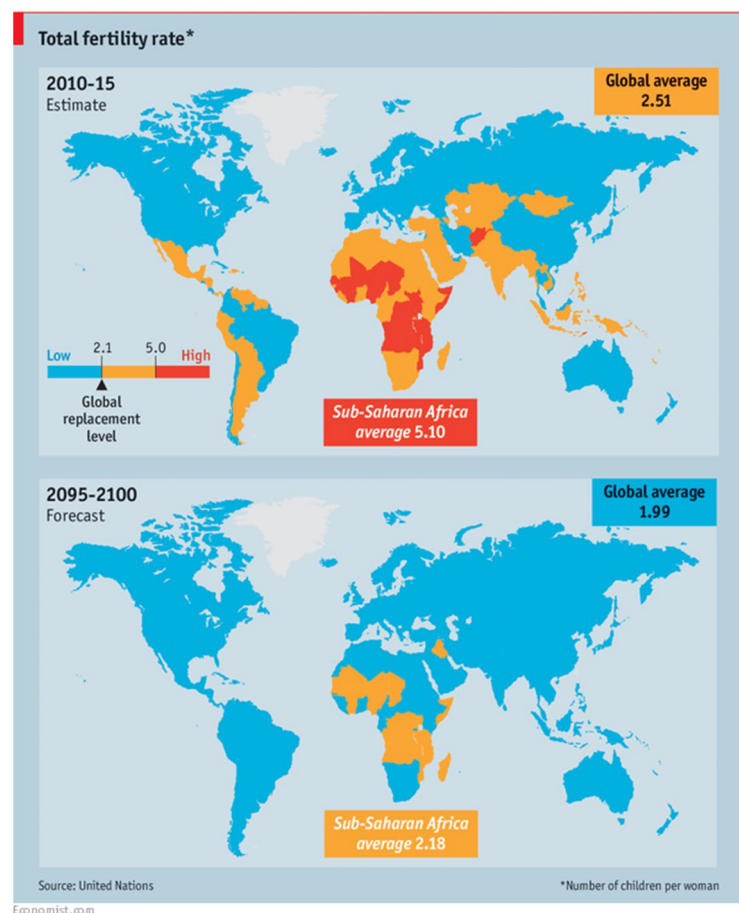 Total fertility rate*
2010-15
Estimate
Global average
2.51
Low
2.1
5.0
High
Global
replacement
level
Sub-Saharan Africa
average 5.10
2095-2100
Forecast
Global average
1.99
Sub-Saharan Africa
average 2.18
Source: United Nations
*Number of children per woman
Economist.com